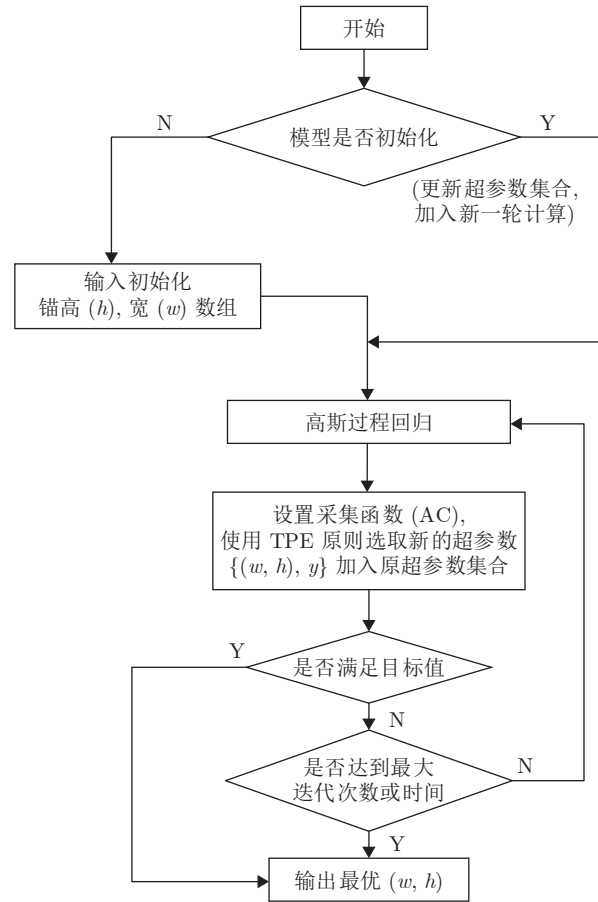 开始
N
模型是否初始化
Y
(更新超参数集合,
加入新一轮计算)
输入初始化
锚高 (h), 宽 (w) 数组
高斯过程回归
设置采集函数 (AC),
使用 TPE 原则选取新的超参数
{(w, h), y} 加入原超参数集合
Y
是否满足目标值
N
是否达到最大
迭代次数或时间
N
Y
输出最优 (w, h)